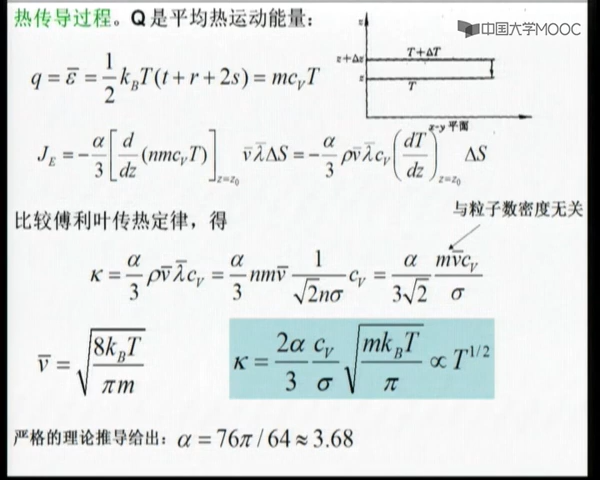 热传导过程。Q是平均热运动能量：
中国大学MOOC
z+Δz
T+ΔT
z
T
z-y 平面
q = ε̄ = 1/2 k_B T(t + r + 2s) = mc_V T
J_E = −α/3 [d/dz (nmc_V T)]_{z=z_0} v̄ λ̄ ΔS = −α/3 ρ v̄ λ̄ c_V (dT/dz)_{z=z_0} ΔS
比较傅利叶传热定律，得
与粒子数密度无关
κ = α/3 ρ v̄ λ̄ c_V = α/3 nm v̄ 1/(√2 nσ) c_V = α/(3√2) m v̄ c_V/σ
v̄ = √(8k_B T/πm)
κ = 2α/3 c_V/σ √(mk_B T/π) ∝ T^{1/2}
严格的理论推导给出：α = 76π / 64 ≈ 3.68